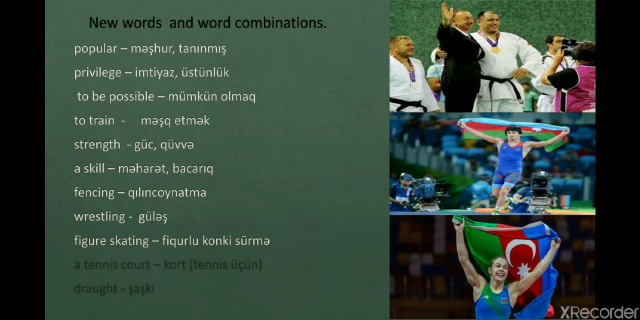 New words and word combinations.
popular – məşhur, tanınmış
privilege – imtiyaz, üstünlük
to be possible – mümkün olmaq
to train - məşq etmək
strength - güc, qüvvə
a skill – məharət, bacarıq
fencing – qılıncoynatma
wrestling - güləş
figure skating – fiqurlu konki sürmə
a tennis court – kort (tennis üçün)
draught - şaşki
XRecorder